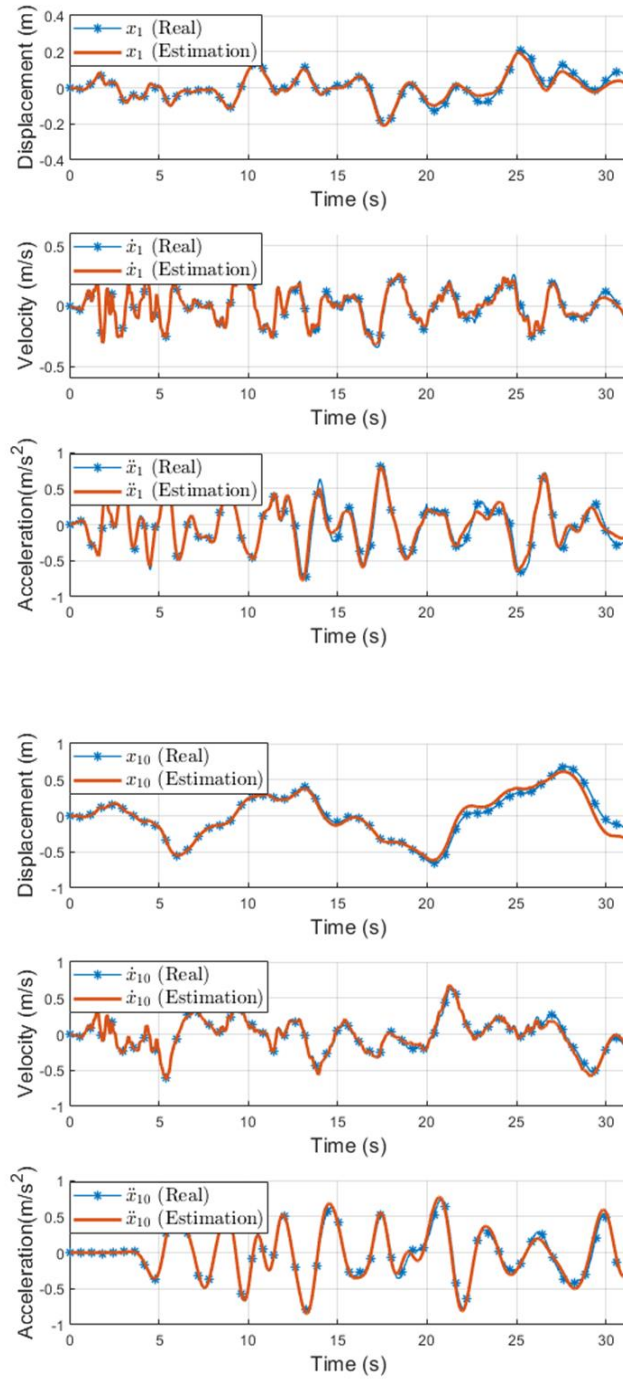 0.4
0.2
0
-0.2
-0.4
Displacement (m)
x₁ (Real)
x₁ (Estimation)
0 5 10 15 20 25 30
Time (s)
0.5
0
-0.5
Velocity (m/s)
ẋ₁ (Real)
ẋ₁ (Estimation)
0 5 10 15 20 25 30
Time (s)
1
0.5
0
-0.5
-1
Acceleration(m/s²)
ẍ₁ (Real)
ẍ₁ (Estimation)
0 5 10 15 20 25 30
Time (s)
1
0.5
0
-0.5
-1
Displacement (m)
x₁₀ (Real)
x₁₀ (Estimation)
0 5 10 15 20 25 30
Time (s)
1
0.5
0
-0.5
-1
Velocity (m/s)
ẋ₁₀ (Real)
ẋ₁₀ (Estimation)
0 5 10 15 20 25 30
Time (s)
1
0.5
0
-0.5
-1
Acceleration(m/s²)
ẍ₁₀ (Real)
ẍ₁₀ (Estimation)
0 5 10 15 20 25 30
Time (s)